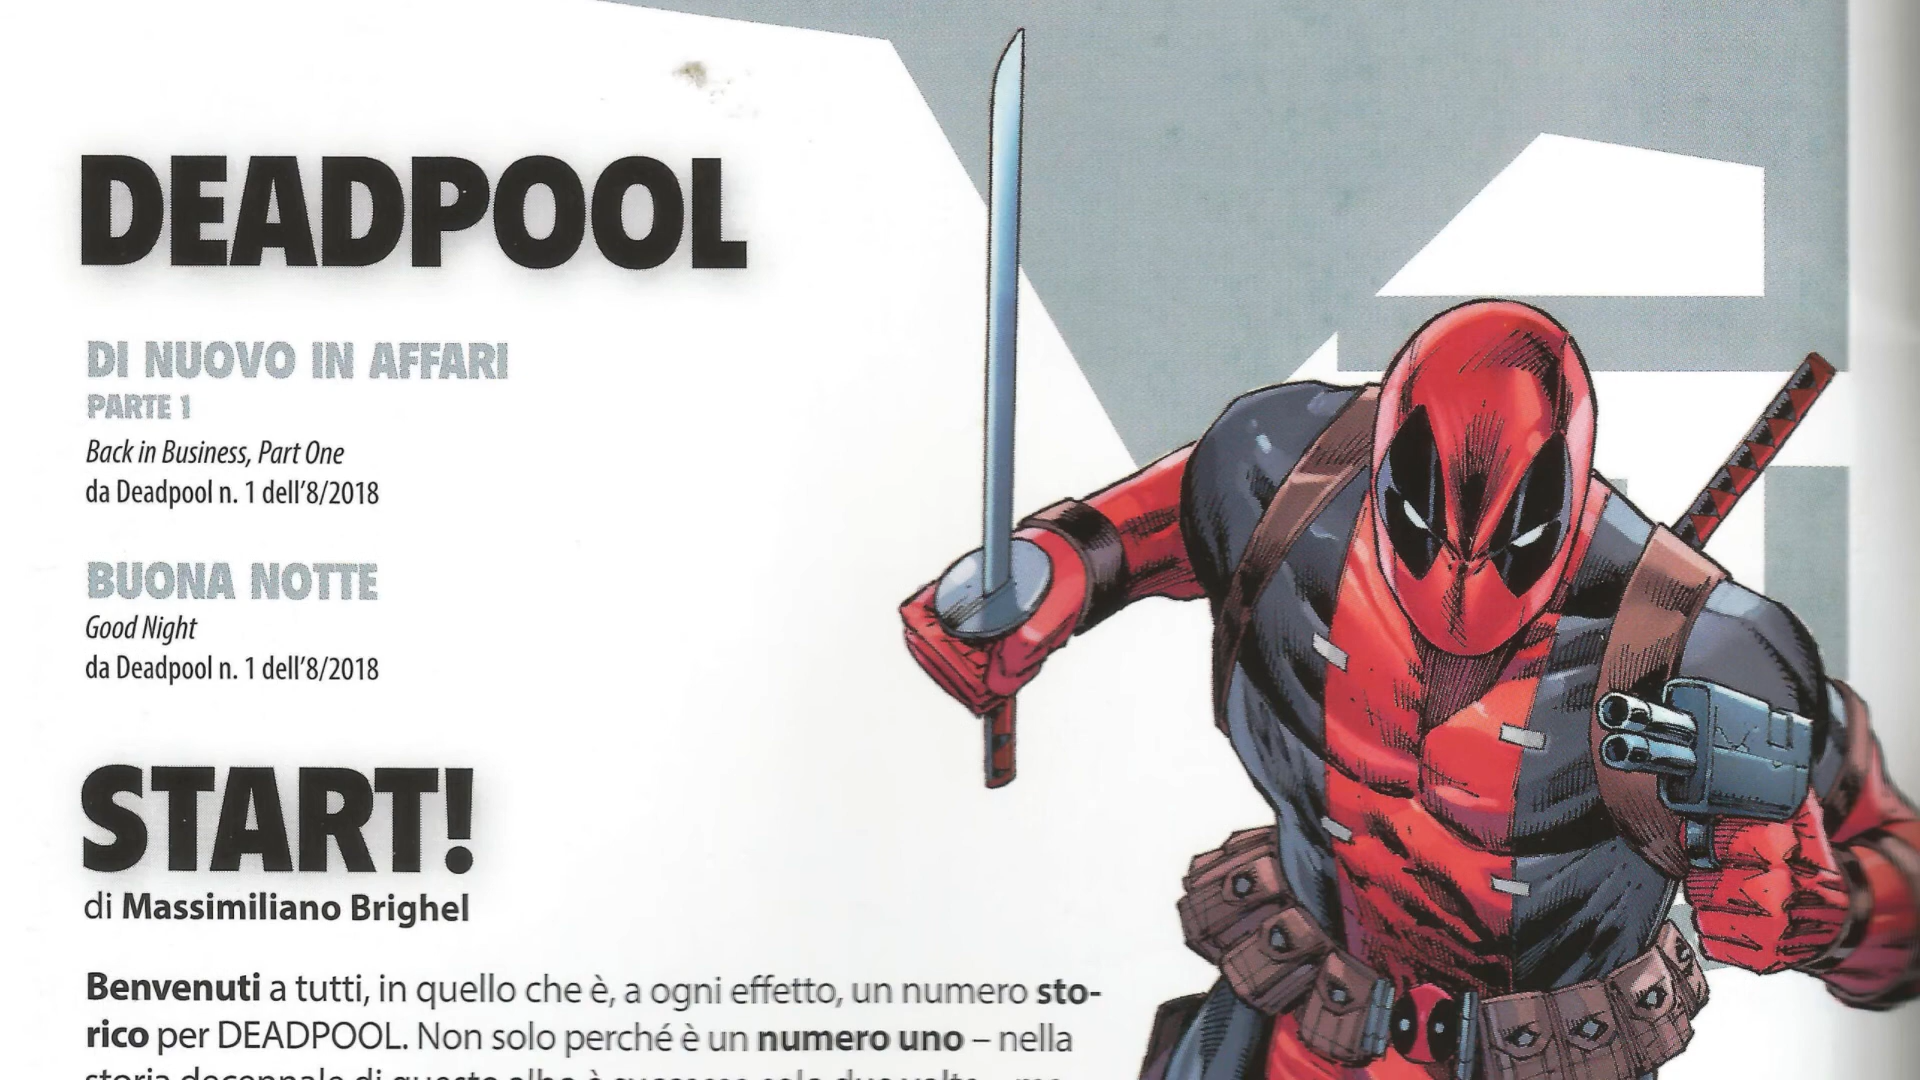 DEADPOOL
DI NUOVO IN AFFARI
PARTE 1
Back in Business, Part One
da Deadpool n. 1 dell'8/2018
BUONA NOTTE
Good Night
da Deadpool n. 1 dell'8/2018
START!
di Massimiliano Brighel
Benvenuti a tutti, in quello che è, a ogni effetto, un numero sto-
rico per DEADPOOL. Non solo perché è un numero uno – nella